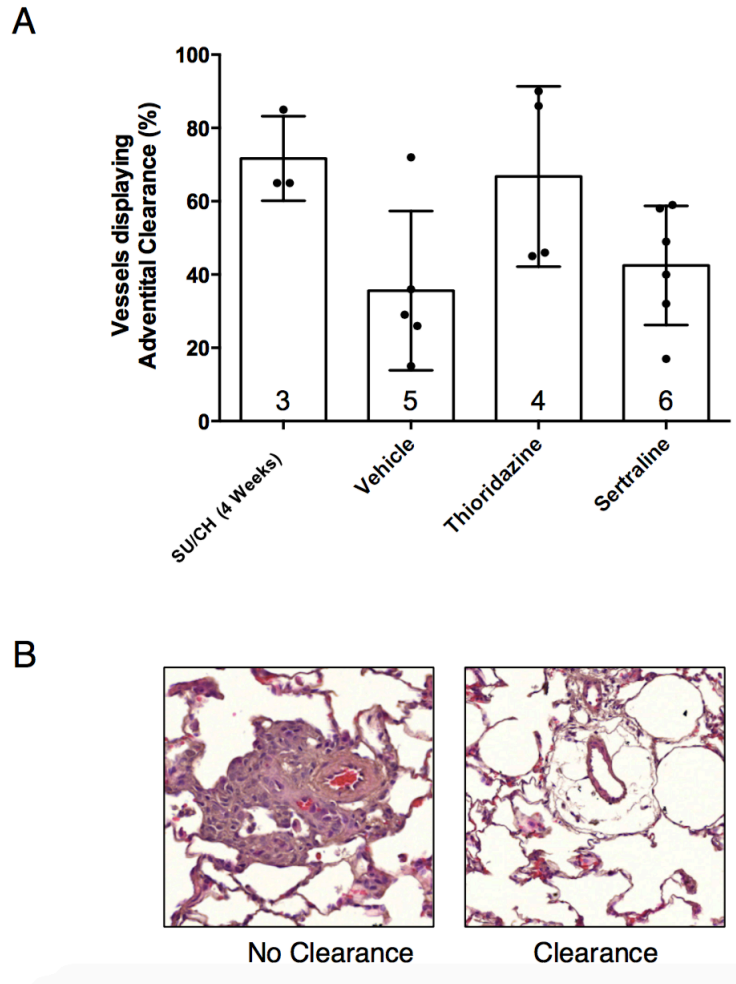 A
Vessels displaying
Adventital Clearance (%)
100
80
60
40
20
0
3
5
4
6
SU/CH (4 Weeks)
Vehicle
Thioridazine
Sertraline
B
No Clearance
Clearance